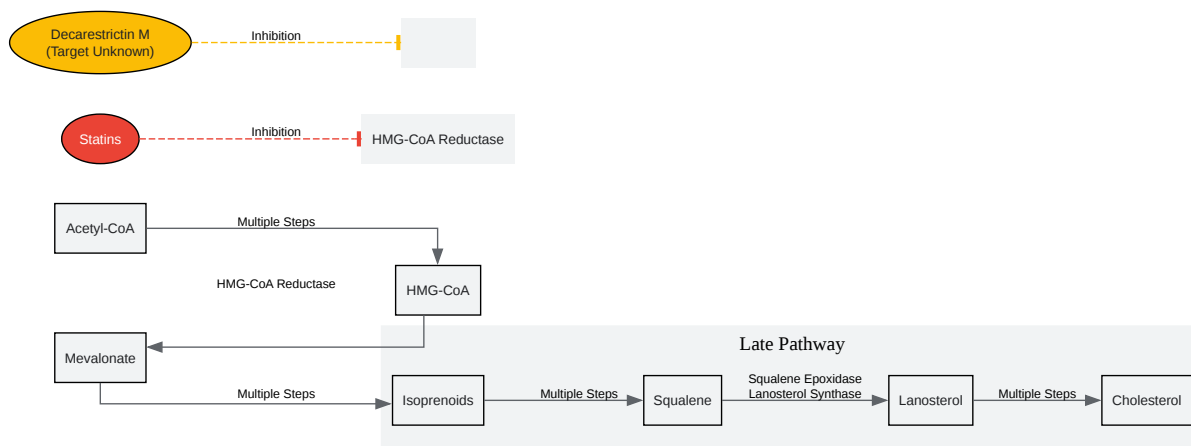 Decarestrictin M
(Target Unknown)
Inhibition
Statins
Inhibition
HMG-CoA Reductase
Acetyl-CoA
Multiple Steps
HMG-CoA Reductase
HMG-CoA
Mevalonate
Late Pathway
Multiple Steps
Isoprenoids
Multiple Steps
Squalene
Squalene Epoxidase
Lanosterol Synthase
Lanosterol
Multiple Steps
Cholesterol